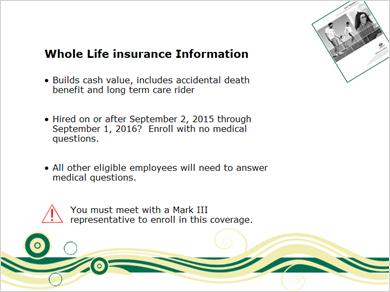 Whole Life insurance Information
• Builds cash value, includes accidental death
benefit and long term care rider
• Hired on or after September 2, 2015 through
September 1, 2016? Enroll with no medical
questions.
• All other eligible employees will need to answer
medical questions.
You must meet with a Mark III
representative to enroll in this coverage.